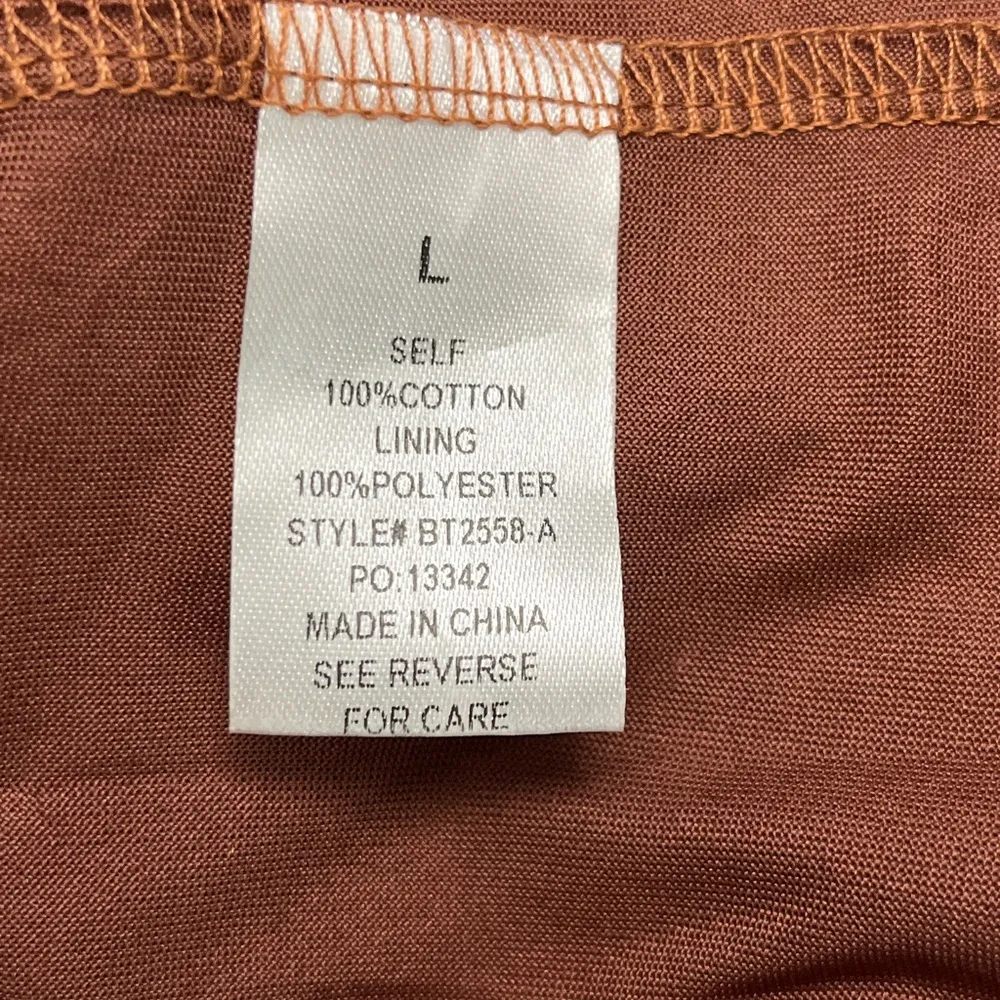 L
SELF
100%COTTON
LINING
100%POLYESTER
STYLE# BT2558-A
PO:13342
MADE IN CHINA
SEE REVERSE
FOR CARE